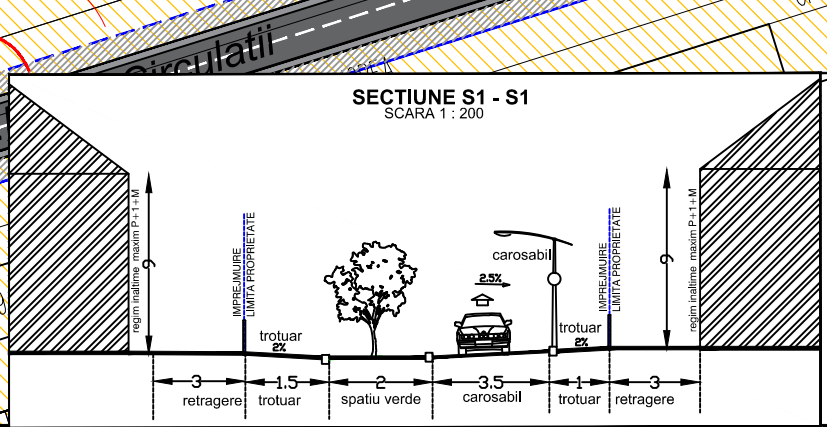 Circulatii
SECTIUNE S1 - S1
SCARA 1 : 200
regim inaltime maxim P+1+M
9
IMPREJMUIRE
LIMITA PROPRIETATE
carosabil
2.5%
IMPREJMUIRE
LIMITA PROPRIETATE
9
regim inaltime maxim P+1+M
trotuar
2%
trotuar
2%
3
1.5
2
3.5
1
3
retragere
trotuar
spatiu verde
carosabil
trotuar
retragere